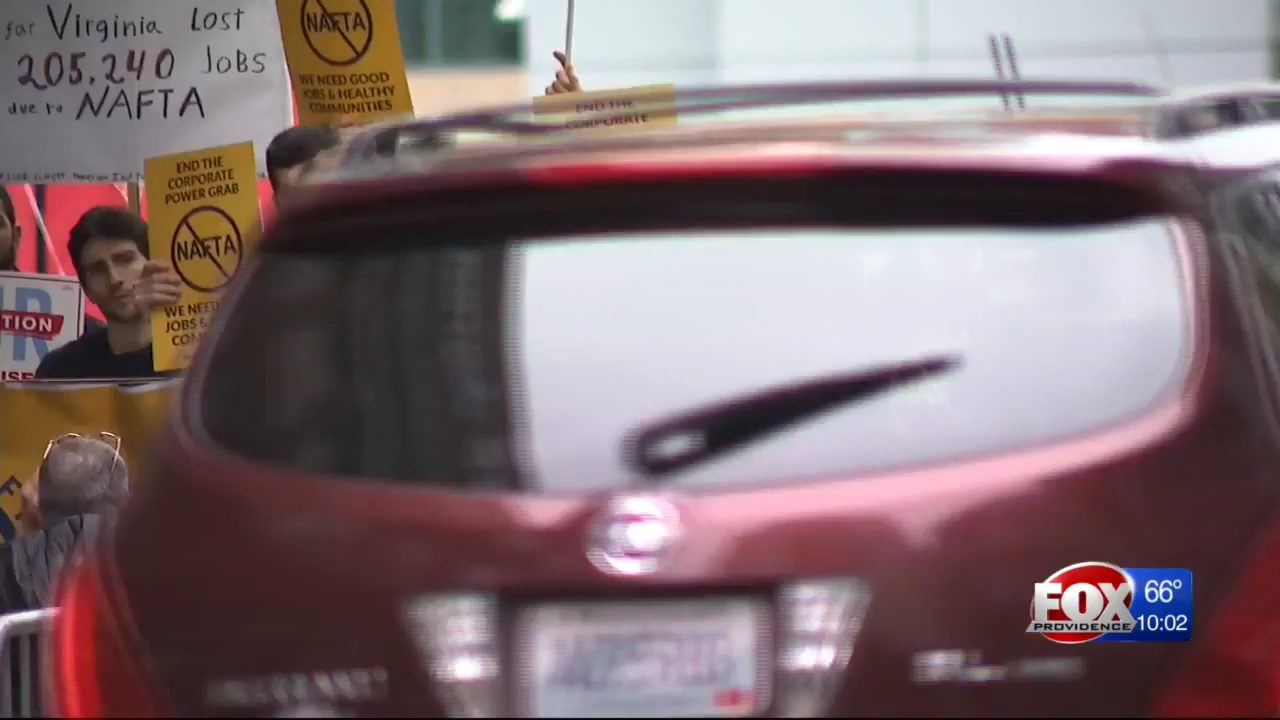 for Virginia Lost
205,240 Jobs
due to NAFTA
NAFTA
WE NEED GOOD
JOBS & HEALTHY
COMMUNITIES
END THE
CORPORATE
END THE
CORPORATE
POWER GRAB
NAFTA
WE NEED
JOBS &
COM
TION
FOX
PROVIDENCE
66°
10:02